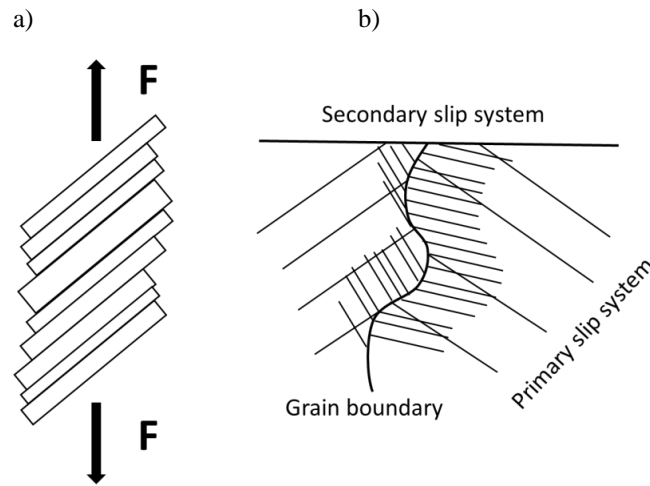 a)
b)
F
Secondary slip system
Primary slip system
Grain boundary
F